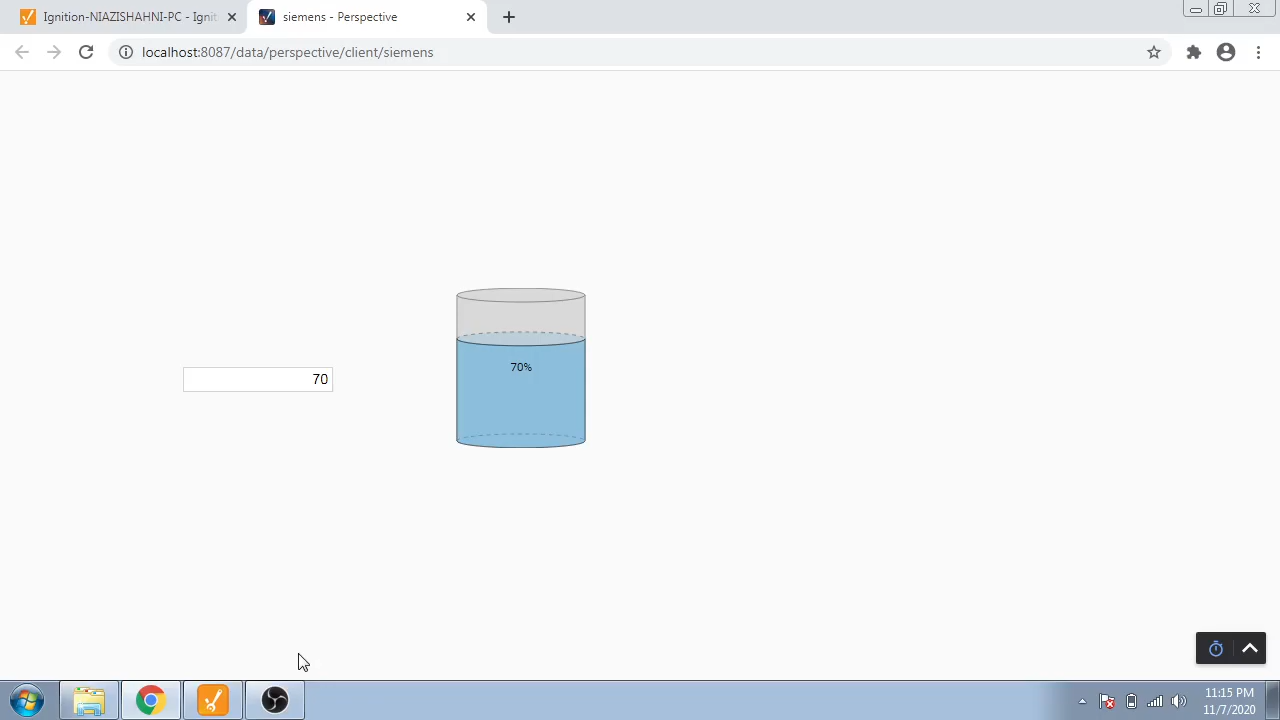 Ignition-NIAZISHAHNI-PC - Ignit
siemens - Perspective
localhost:8087/data/perspective/client/siemens
70%
70
11:15 PM
11/7/2020